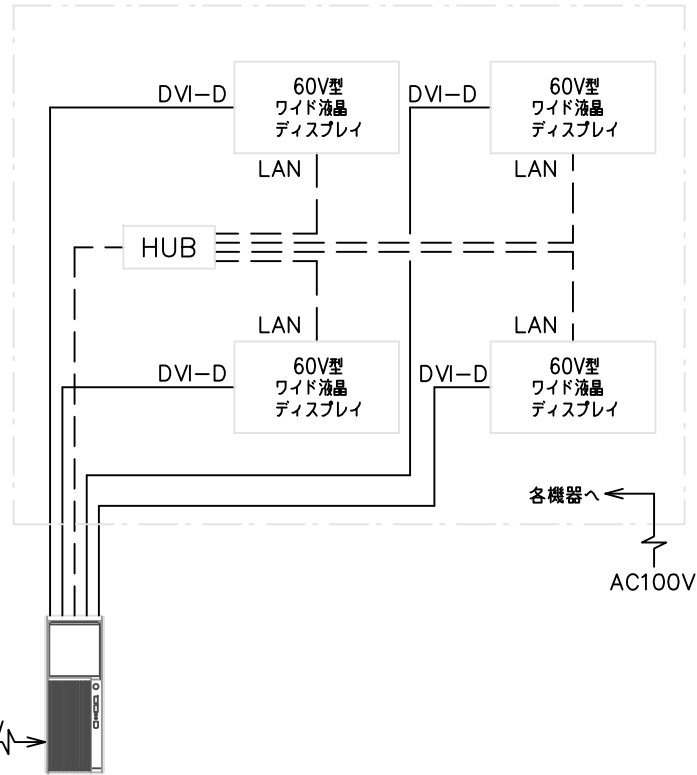 DVI-D
60V型
ワイド液晶
ディスプレイ
DVI-D
60V型
ワイド液晶
ディスプレイ
LAN
LAN
HUB
LAN
LAN
DVI-D
60V型
ワイド液晶
ディスプレイ
DVI-D
60V型
ワイド液晶
ディスプレイ
各機器へ
AC100V